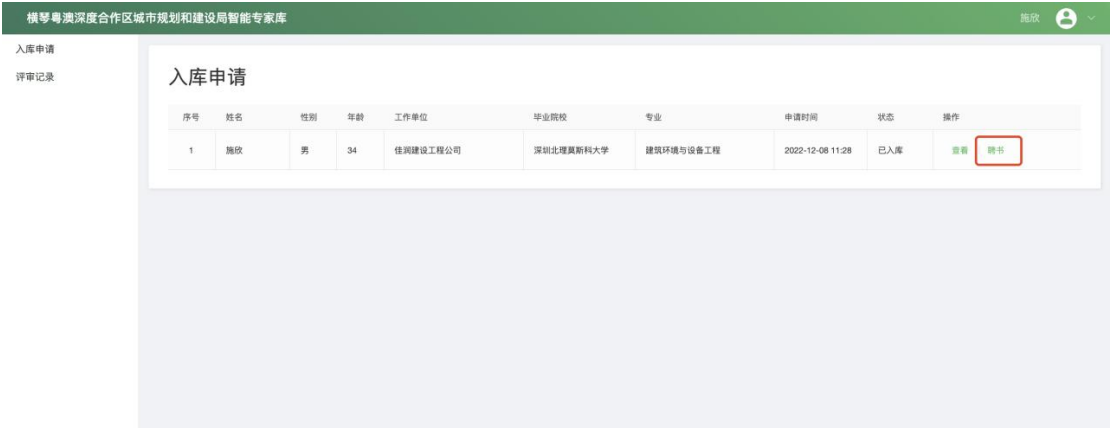 横琴粤澳深度合作区城市规划和建设局智能专家库 施欣
入库申请
评审记录
入库申请
序号 姓名 性别 年龄 工作单位 毕业院校 专业 申请时间 状态 操作
1 施欣 男 34 佳润建设工程公司 深圳北理莫斯科大学 建筑环境与设备工程 2022-12-08 11:28 已入库 查看 聘书